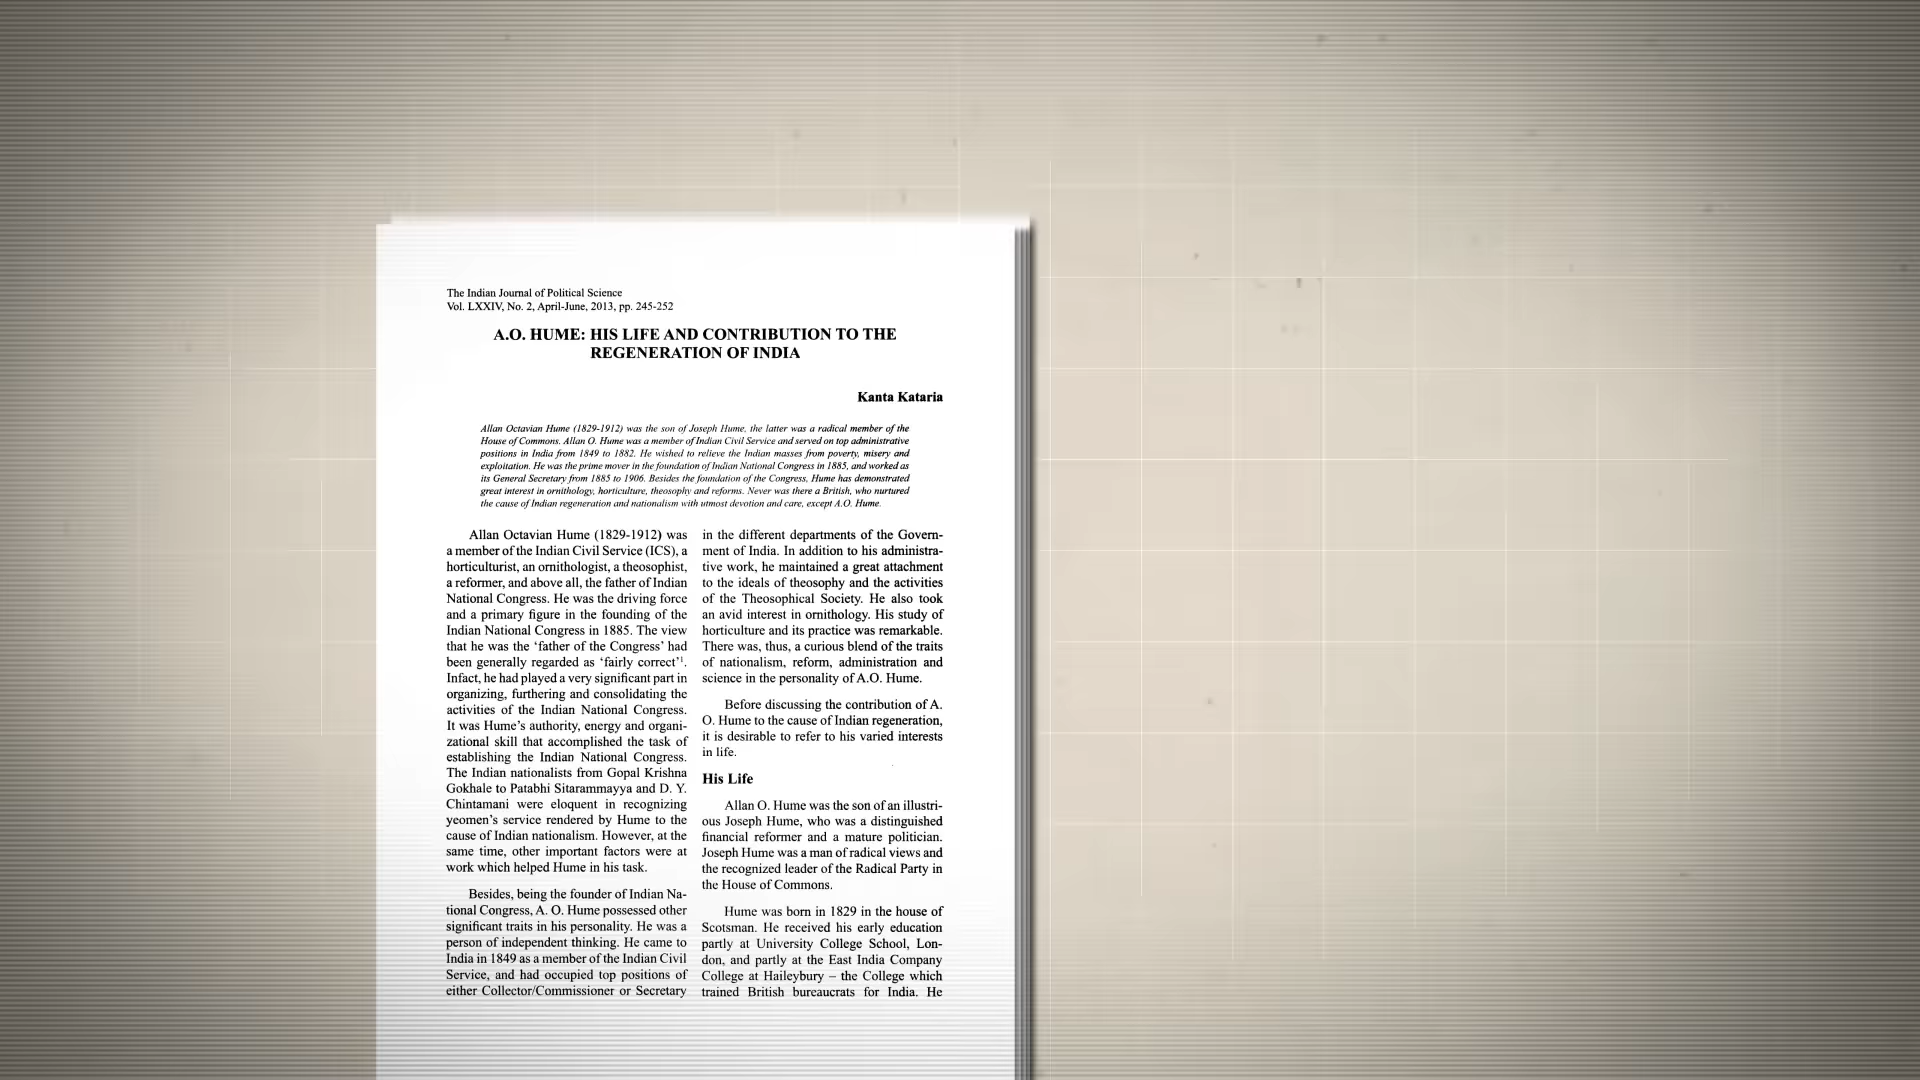 The Indian Journal of Political Science
Vol. LXXIV, No. 2, April-June, 2013, pp. 245-252
A.O. HUME: HIS LIFE AND CONTRIBUTION TO THE
REGENERATION OF INDIA
Kanta Kataria
Allan Octavian Hume (1829-1912) was the son of Joseph Hume, the latter was a radical member of the
House of Commons. Allan O. Hume was a member of Indian Civil Service and served on top administrative
positions in India from 1849 to 1882. He wished to relieve the Indian masses from poverty, misery and
exploitation. He was the prime mover in the foundation of Indian National Congress in 1885, and worked as
its General Secretary from 1885 to 1906. Besides the foundation of the Congress, Hume has demonstrated
great interest in ornithology, horticulture, theosophy and reforms. Never was there a British, who nurtured
the cause of Indian regeneration and nationalism with utmost devotion and care, except A.O. Hume.
Allan Octavian Hume (1829-1912) was
a member of the Indian Civil Service (ICS), a
horticulturist, an ornithologist, a theosophist,
a reformer, and above all, the father of Indian
National Congress. He was the driving force
and a primary figure in the founding of the
Indian National Congress in 1885. The view
that he was the ‘father of the Congress’ had
been generally regarded as ‘fairly correct’¹.
Infact, he had played a very significant part in
organizing, furthering and consolidating the
activities of the Indian National Congress.
It was Hume’s authority, energy and organi-
zational skill that accomplished the task of
establishing the Indian National Congress.
The Indian nationalists from Gopal Krishna
Gokhale to Patabhi Sitarammayya and D. Y.
Chintamani were eloquent in recognizing
yeomen’s service rendered by Hume to the
cause of Indian nationalism. However, at the
same time, other important factors were at
work which helped Hume in his task.
Besides, being the founder of Indian Na-
tional Congress, A. O. Hume possessed other
significant traits in his personality. He was a
person of independent thinking. He came to
India in 1849 as a member of the Indian Civil
Service, and had occupied top positions of
either Collector/Commissioner or Secretary
in the different departments of the Govern-
ment of India. In addition to his administra-
tive work, he maintained a great attachment
to the ideals of theosophy and the activities
of the Theosophical Society. He also took
an avid interest in ornithology. His study of
horticulture and its practice was remarkable.
There was, thus, a curious blend of the traits
of nationalism, reform, administration and
science in the personality of A.O. Hume.
Before discussing the contribution of A.
O. Hume to the cause of Indian regeneration,
it is desirable to refer to his varied interests
in life.
His Life
Allan O. Hume was the son of an illustri-
ous Joseph Hume, who was a distinguished
financial reformer and a mature politician.
Joseph Hume was a man of radical views and
the recognized leader of the Radical Party in
the House of Commons.
Hume was born in 1829 in the house of
Scotsman. He received his early education
partly at University College School, Lon-
don, and partly at the East India Company
College at Haileybury – the College which
trained British bureaucrats for India. He